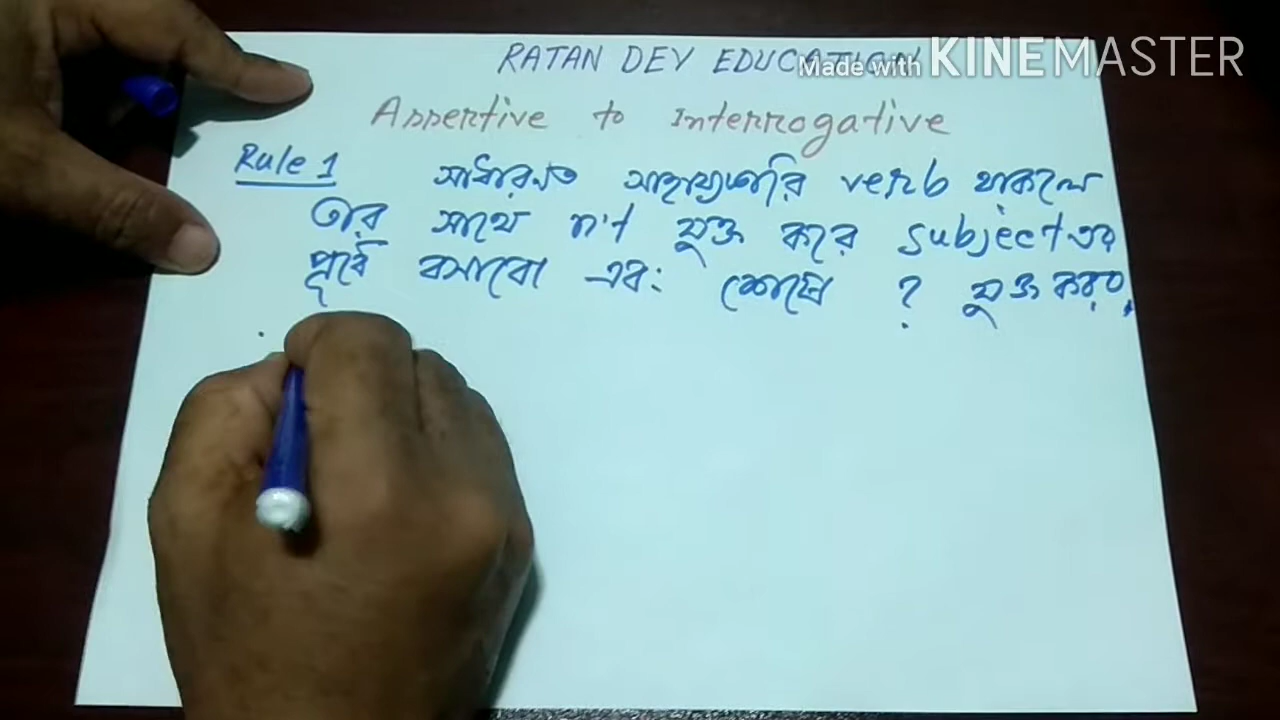 RATAN DEV EDUCATION
Made with KINEMASTER
Assertive to Interrogative
Rule 1 সাধারণত সাহায্যকারি verb থাকলে
তার সাথে n't যুক্ত করে subject এর
পূর্বে বসাবো এবং শেষে ? যুক্ত করব,